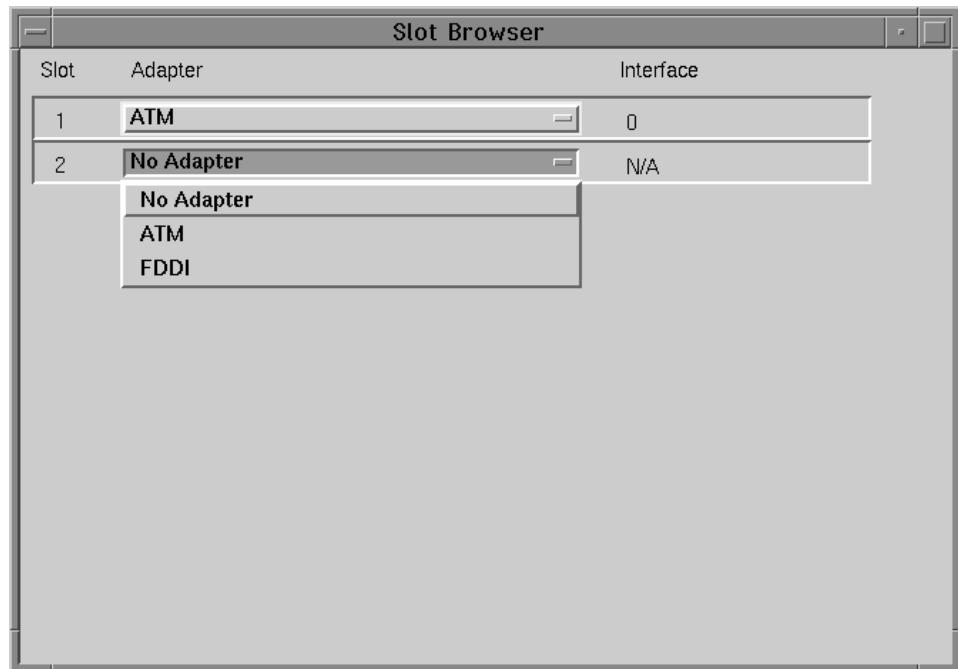 Slot Browser
Slot Adapter Interface
1 ATM 0
2 No Adapter N/A
No Adapter
ATM
FDDI